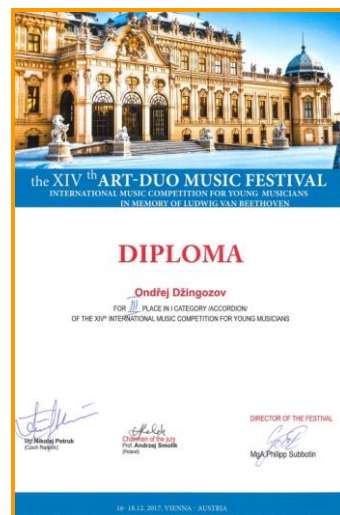 the XIV th ART-DUO MUSIC FESTIVAL
INTERNATIONAL MUSIC COMPETITION FOR YOUNG MUSICIANS
IN MEMORY OF LUDWIG VAN BEETHOVEN
DIPLOMA
Ondřej Džingozov
FOR III PLACE IN I CATEGORY /ACCORDION/
OF THE XIVth INTERNATIONAL MUSIC COMPETITION FOR YOUNG MUSICIANS
DIRECTOR OF THE FESTIVAL
Mg.Nikolaj Petruk
(Czech Republic)
Chairman of the jury
Prof. Andrzej Smolik
(Poland)
MgA.Philipp Subbotin
16- 18.12. 2017, VIENNA - AUSTRIA